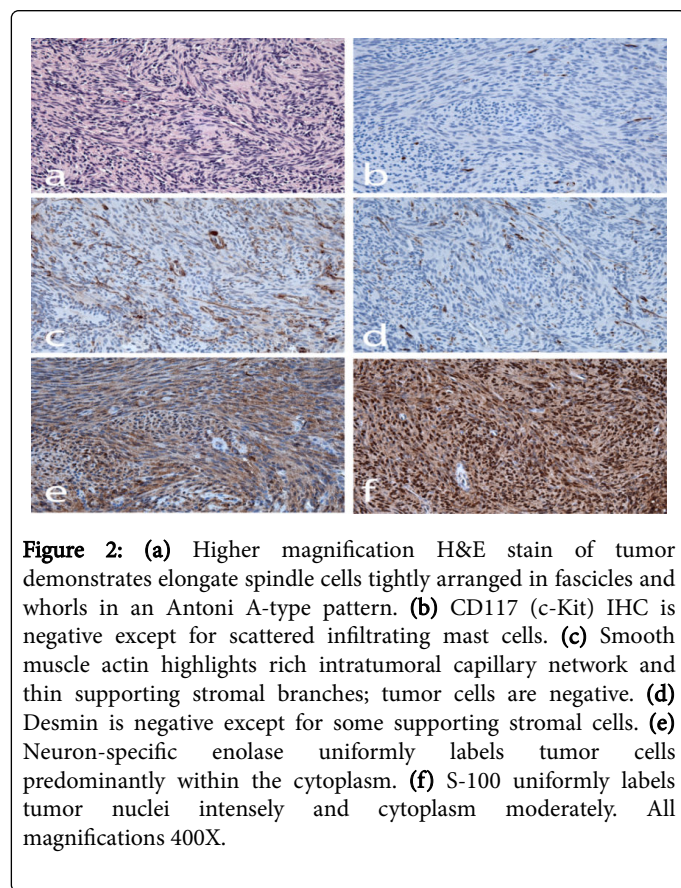 a
b
c
d
e
f
Figure 2: (a) Higher magnification H&E stain of tumor
demonstrates elongate spindle cells tightly arranged in fascicles and
whorls in an Antoni A-type pattern. (b) CD117 (c-Kit) IHC is
negative except for scattered infiltrating mast cells. (c) Smooth
muscle actin highlights rich intratumoral capillary network and
thin supporting stromal branches; tumor cells are negative. (d)
Desmin is negative except for some supporting stromal cells. (e)
Neuron-specific enolase uniformly labels tumor cells
predominantly within the cytoplasm. (f) S-100 uniformly labels
tumor nuclei intensely and cytoplasm moderately. All
magnifications 400X.